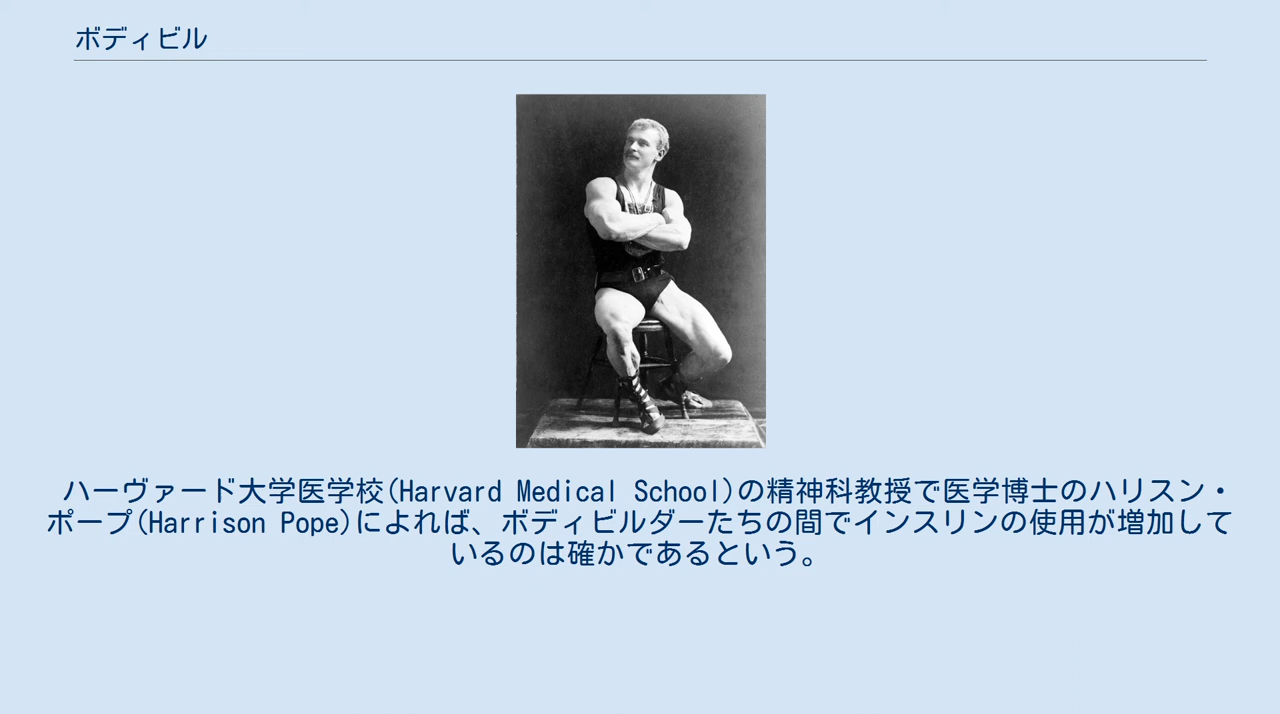 ボディビル
ハーヴァード大学医学校(Harvard Medical School)の精神科教授で医学博士のハリスン・
ポープ(Harrison Pope)によれば、ボディビルダーたちの間でインスリンの使用が増加して
いるのは確かであるという。